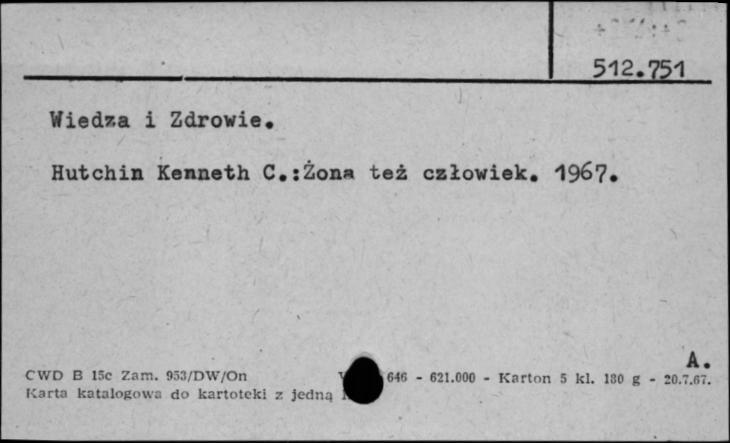 512.751
Wiedza i Zdrowie.
Hutchin Kenneth C.:Żona też człowiek. 1967.
A.
CWD B 15c Zam. 953/DW/On 646 - 621.000 - Karton 5 kl. 180 g - 20.7.67.
Karta katalogowa do kartoteki z jedną